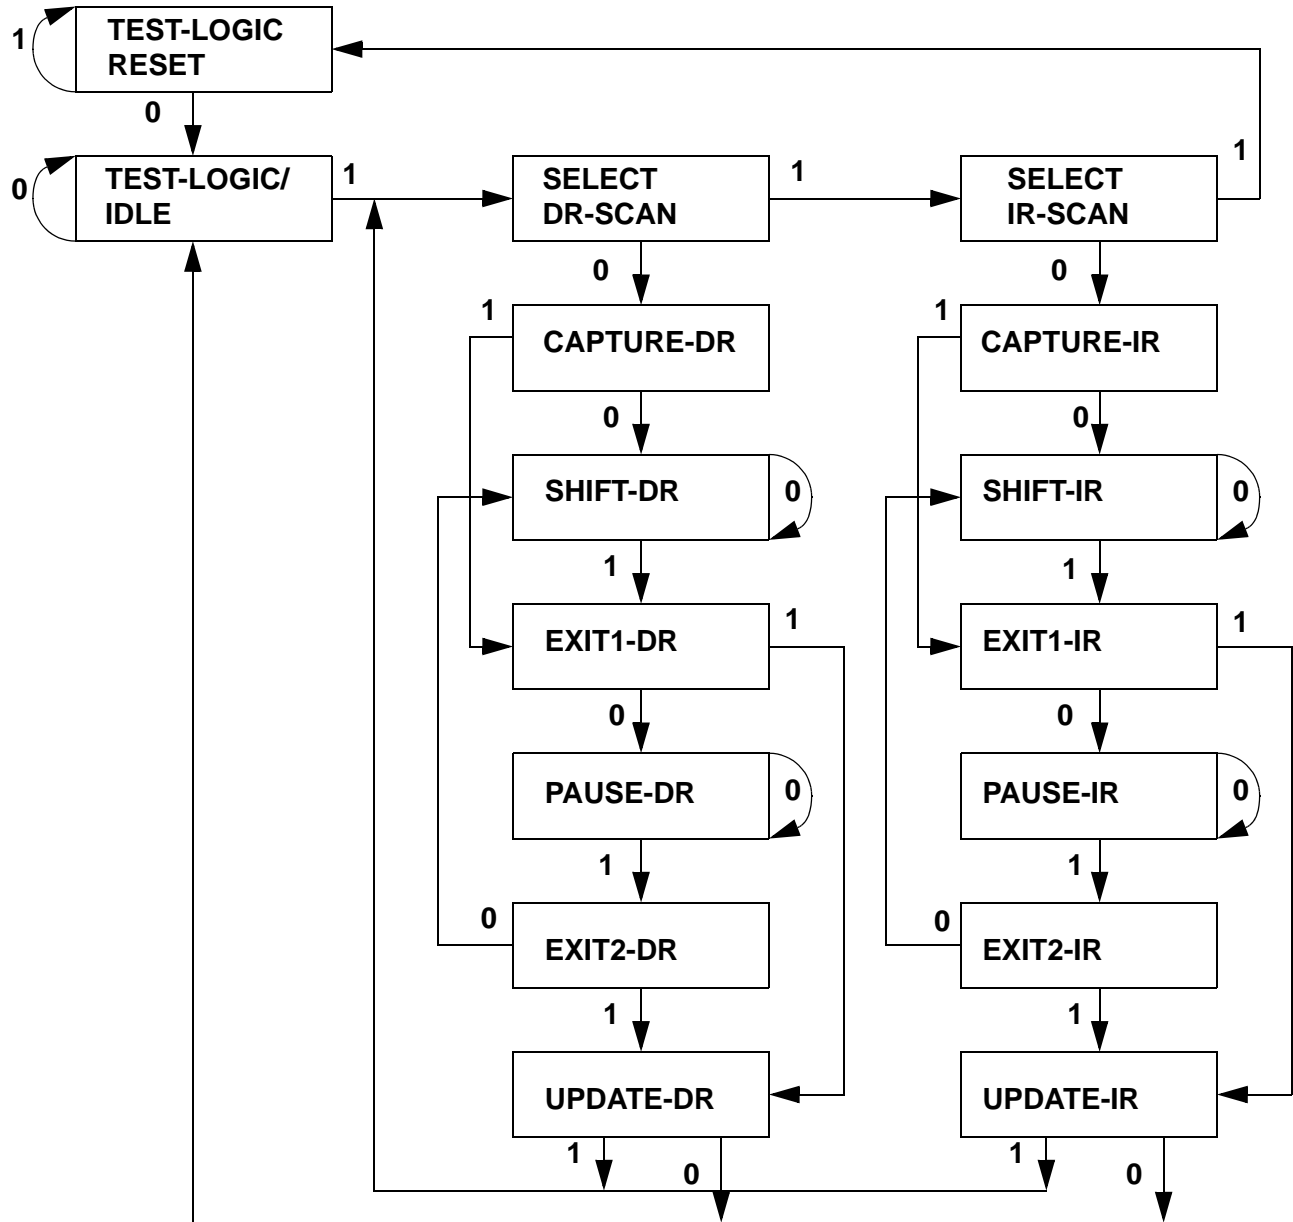 1
TEST-LOGIC
RESET
0
0
TEST-LOGIC/
IDLE
1
SELECT
DR-SCAN
1
SELECT
IR-SCAN
1
0
0
1
CAPTURE-DR
1
CAPTURE-IR
0
0
SHIFT-DR
0
SHIFT-IR
0
1
1
EXIT1-DR
1
EXIT1-IR
1
0
0
PAUSE-DR
0
PAUSE-IR
0
1
1
0
EXIT2-DR
0
EXIT2-IR
1
1
UPDATE-DR
UPDATE-IR
1
0
1
0